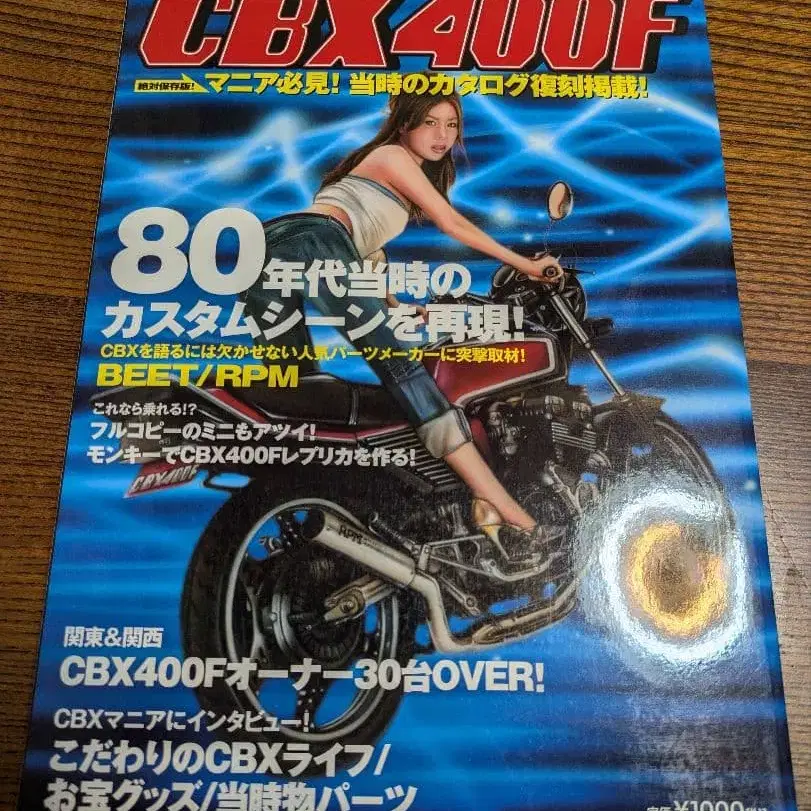 CBX400F
絶対保存版!
マニア必見!当時のカタログ復刻掲載!
80年代当時の
カスタムシーンを再現!
CBXを語るには欠かせない人気パーツメーカーに突撃取材!
BEET/RPM
これなら乗れる!?
フルコピーのミニもアツイ!
モンキーでCBX400Fレプリカを作る!
CBX400F
RPM
関東&関西
CBX400Fオーナー30台OVER!
CBXマニアにインタビュー!
こだわりのCBXライフ/
お宝グッズ/当時物パーツ
定価¥1000